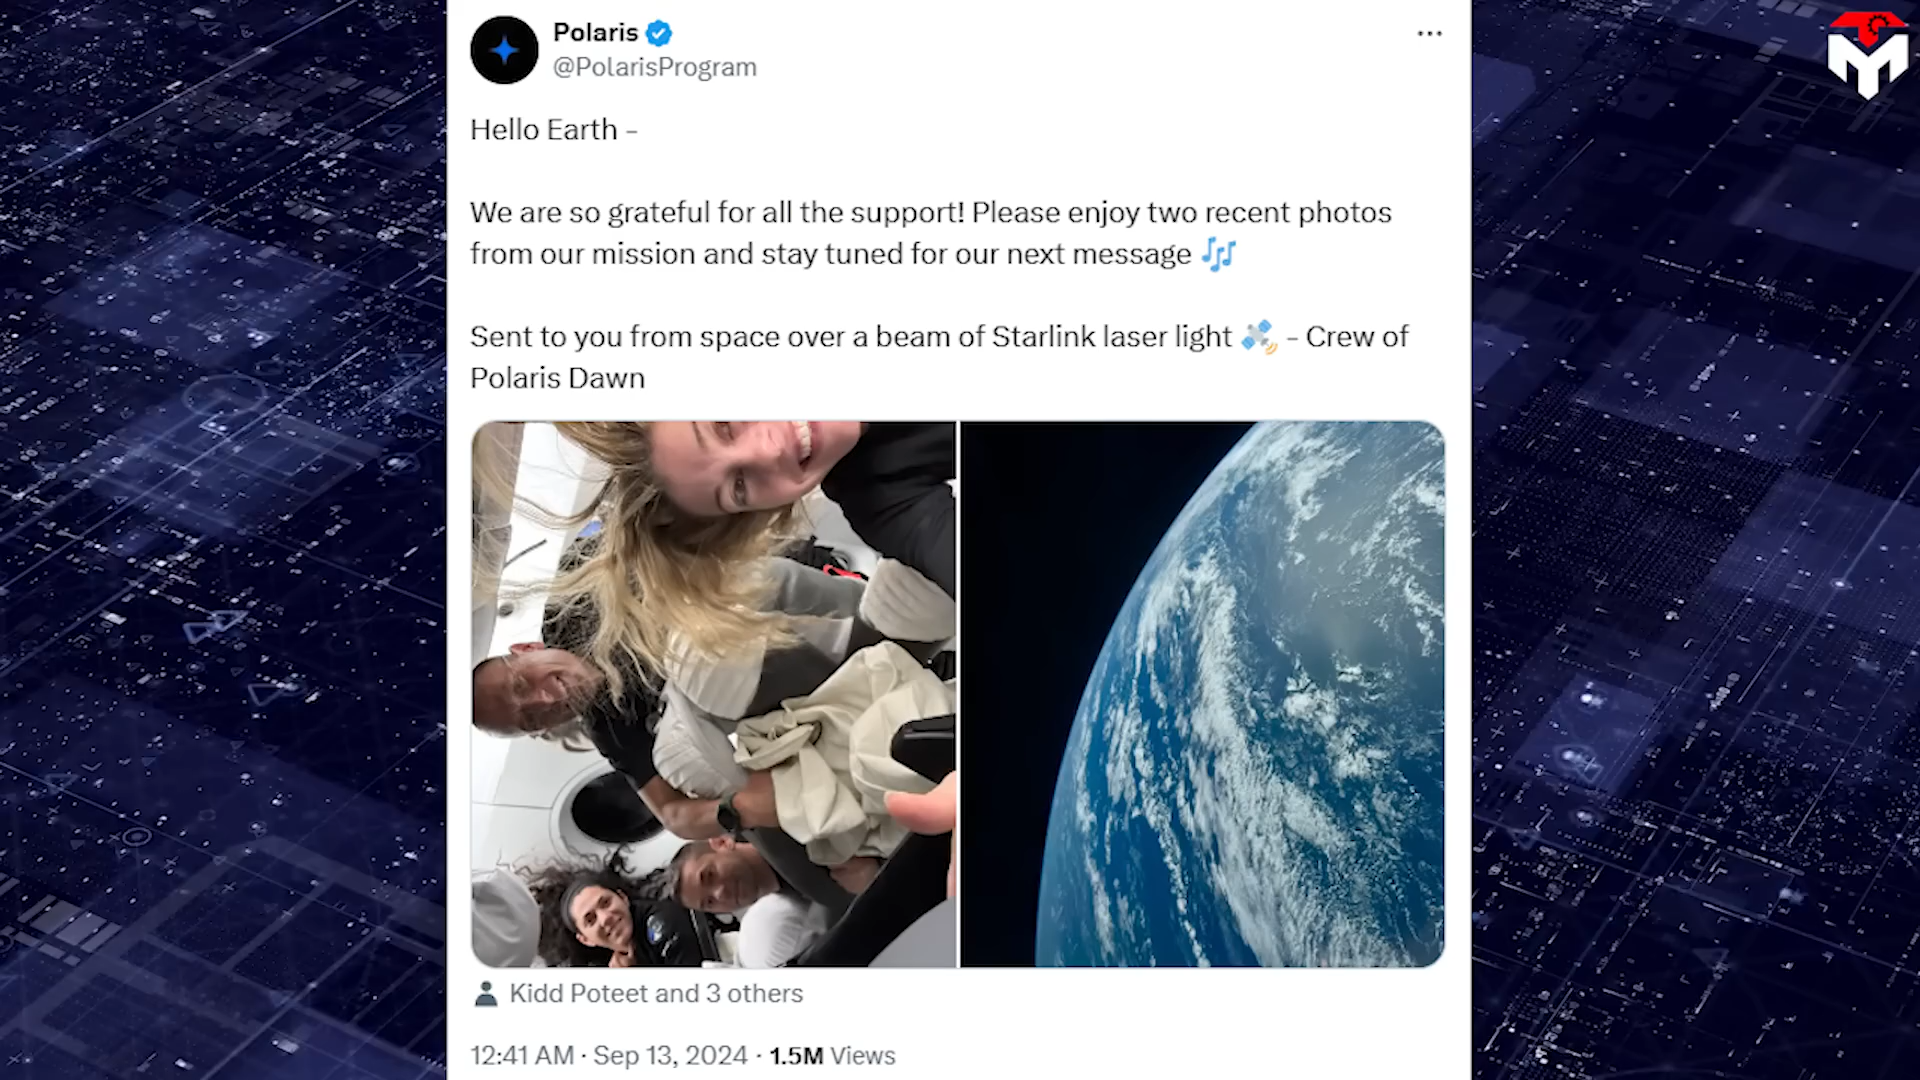 Polaris
@PolarisProgram
Hello Earth –
We are so grateful for all the support! Please enjoy two recent photos
from our mission and stay tuned for our next message 🎶
Sent to you from space over a beam of Starlink laser light 🛰️ – Crew of
Polaris Dawn
Kidd Poteet and 3 others
12:41 AM · Sep 13, 2024 · 1.5M Views